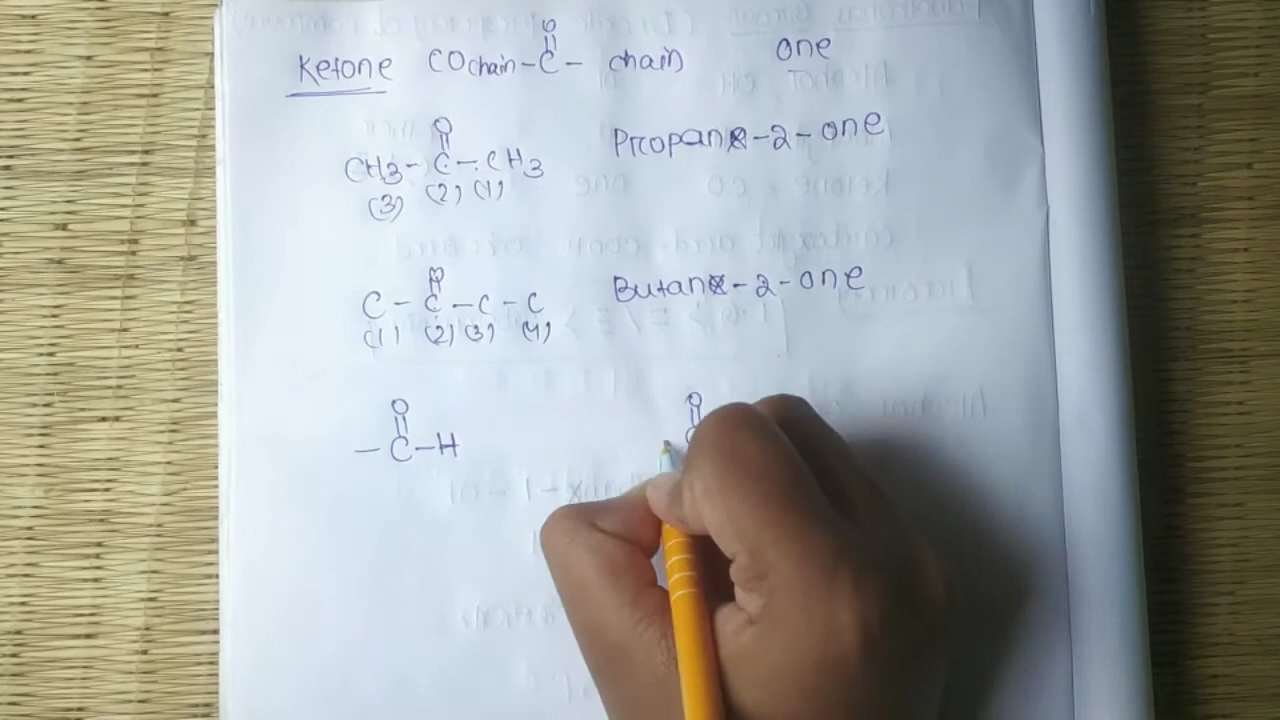 Ketone CO chain-C- chain one
O
CH3-C-CH3 Propan-2-one
O
(3) (2) (1)
C-C-C-C Butan-2-one
O
(1) (2) (3) (4)
O O
-C-H C